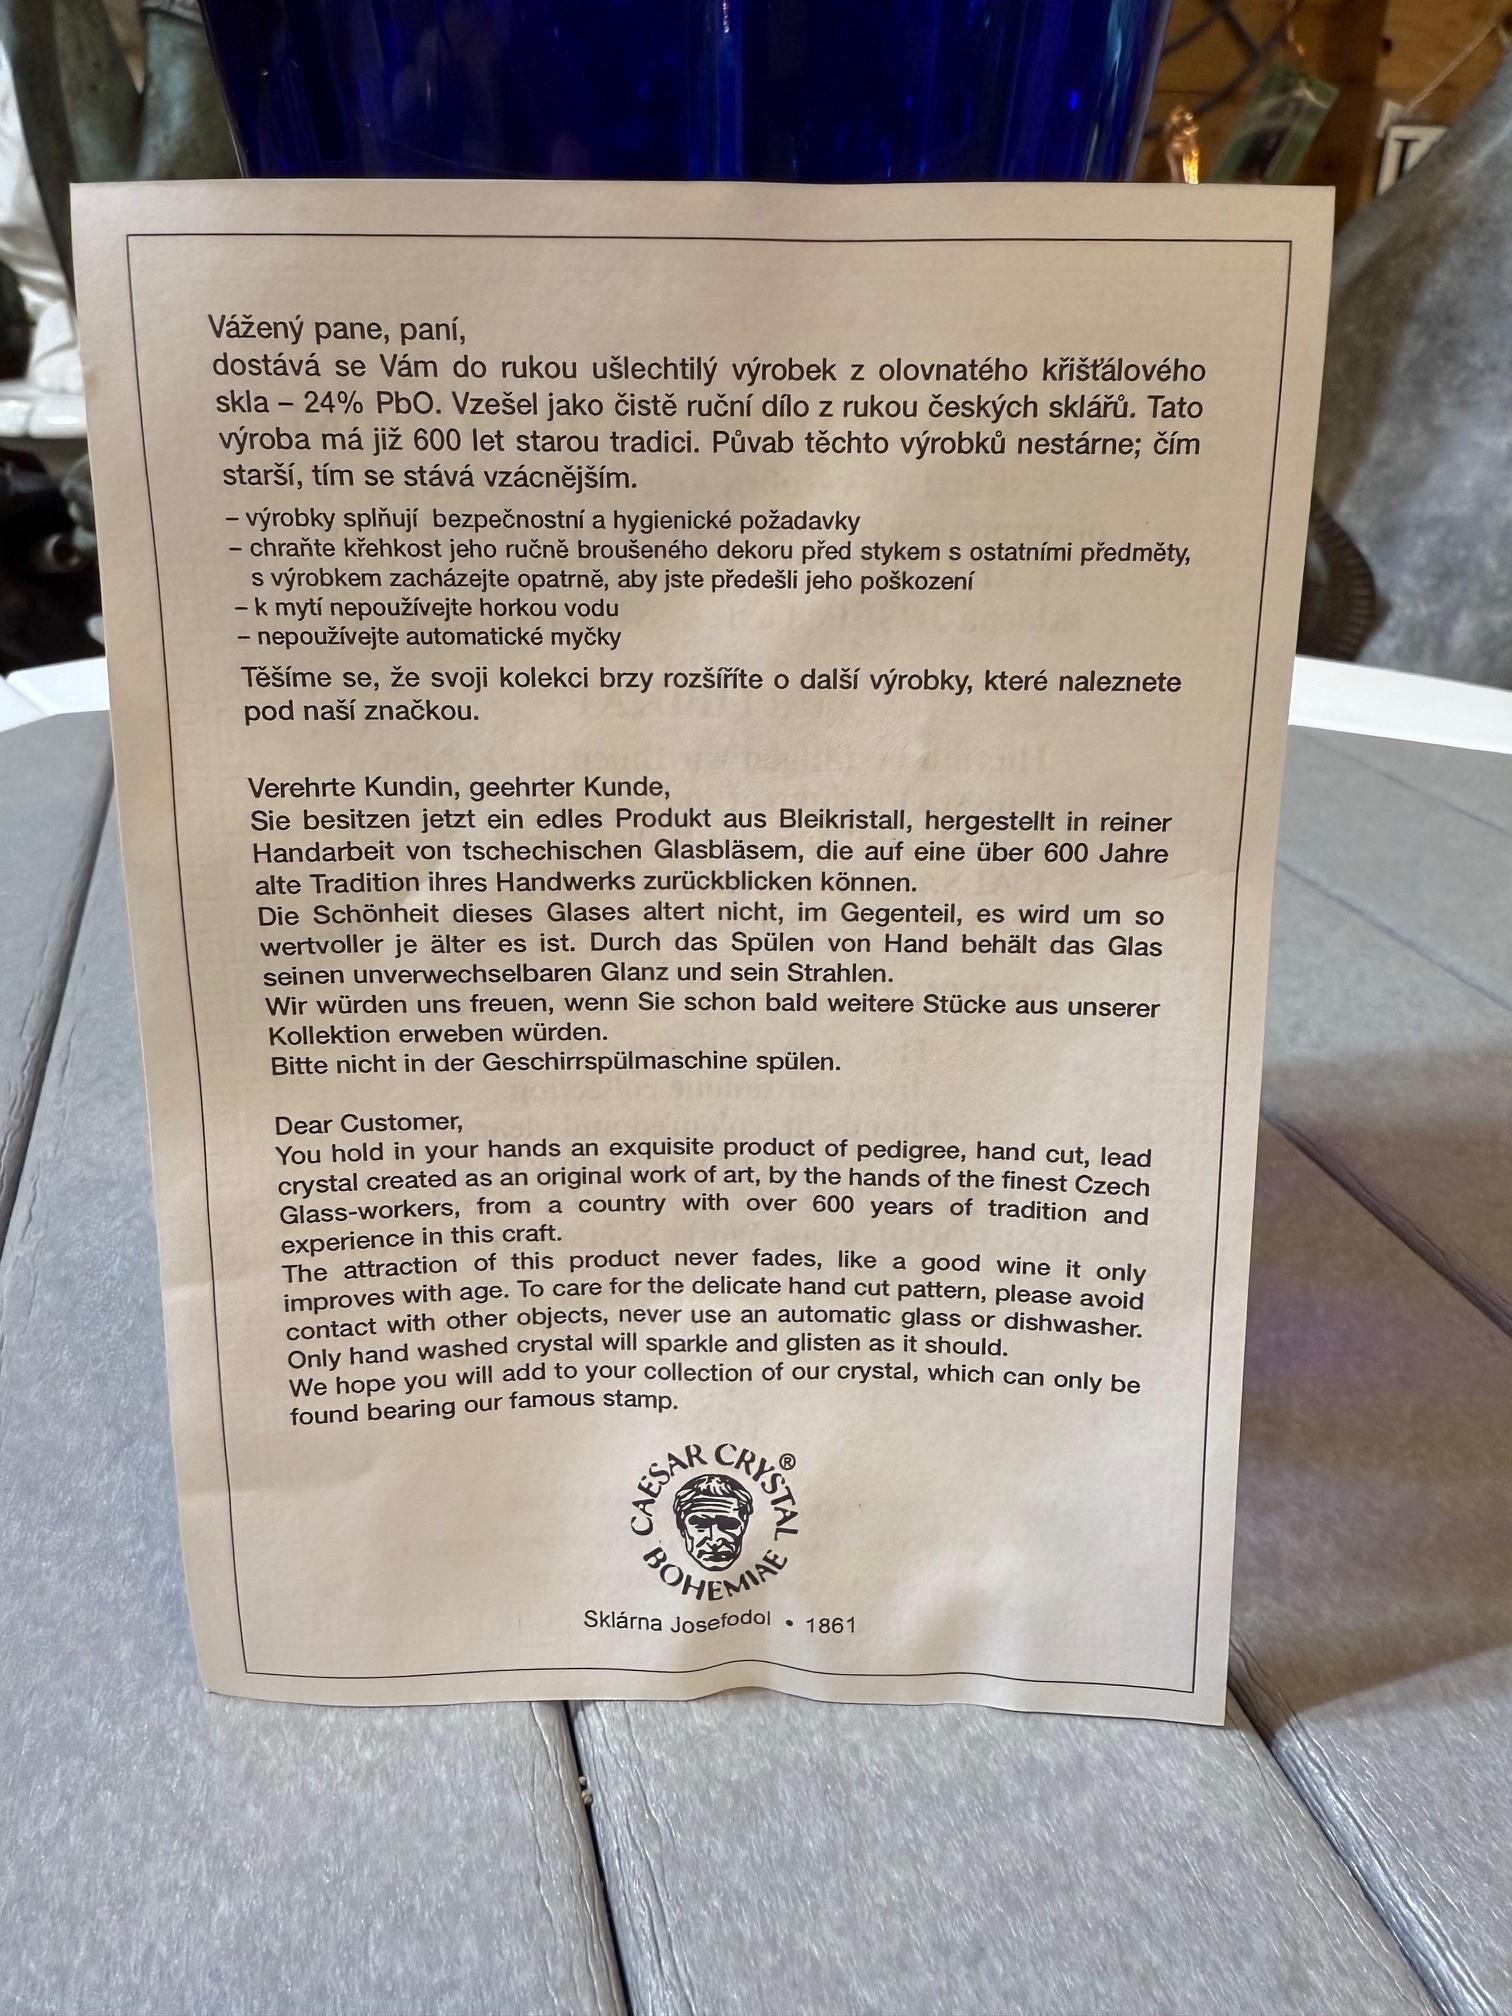 Vážený pane, paní,
dostává se Vám do rukou ušlechtilý výrobek z olovnatého křišťálového
skla – 24% PbO. Vzešel jako čistě ruční dílo z rukou českých sklářů. Tato
výroba má již 600 let starou tradici. Půvab těchto výrobků nestárne; čím
starší, tím se stává vzácnějším.
– výrobky splňují bezpečnostní a hygienické požadavky
– chraňte křehkost jeho ručně broušeného dekoru před stykem s ostatními předměty,
s výrobkem zacházejte opatrně, aby jste předešli jeho poškození
– k mytí nepoužívejte horkou vodu
– nepoužívejte automatické myčky
Těšíme se, že svoji kolekci brzy rozšíříte o další výrobky, které naleznete
pod naší značkou.
Verehrte Kundin, geehrter Kunde,
Sie besitzen jetzt ein edles Produkt aus Bleikristall, hergestellt in reiner
Handarbeit von tschechischen Glasbläsem, die auf eine über 600 Jahre
alte Tradition ihres Handwerks zurückblicken können.
Die Schönheit dieses Glases altert nicht, im Gegenteil, es wird um so
wertvoller je älter es ist. Durch das Spülen von Hand behält das Glas
seinen unverwechselbaren Glanz und sein Strahlen.
Wir würden uns freuen, wenn Sie schon bald weitere Stücke aus unserer
Kollektion erweben würden.
Bitte nicht in der Geschirrspülmaschine spülen.
Dear Customer,
You hold in your hands an exquisite product of pedigree, hand cut, lead
crystal created as an original work of art, by the hands of the finest Czech
Glass-workers, from a country with over 600 years of tradition and
experience in this craft.
The attraction of this product never fades, like a good wine it only
improves with age. To care for the delicate hand cut pattern, please avoid
contact with other objects, never use an automatic glass or dishwasher.
Only hand washed crystal will sparkle and glisten as it should.
We hope you will add to your collection of our crystal, which can only be
found bearing our famous stamp.
CAESAR CRYSTAL ®
BOHEMIAE
Sklárna Josefodol • 1861